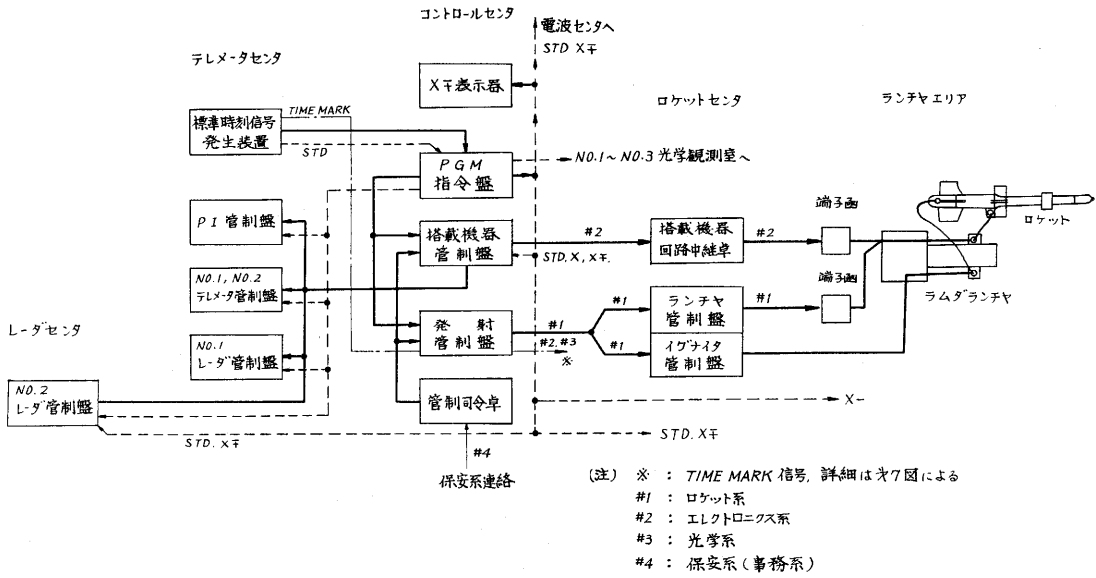 コントロールセンタ
電波センタへ
STD X〒
テレメータセンタ
X〒表示器
ロケットセンタ
ランチャエリア
TIME MARK
標準時刻信号
発生装置
STD
PGM
指令盤
NO.1～NO.3 光学観測室へ
端子函
ロケット
PI 管制盤
搭載機器
管制盤
#2
搭載機器
回路中継卓
#2
STD.X,X〒.
端子函
NO.1, NO.2
テレメータ管制盤
ラムダランチャ
レーダセンタ
発射
管制盤
#1
#1
ランチャ
管制盤
#1
NO.1
レーダ管制盤
#2.#3
※
#1
イグナイタ
管制盤
NO.2
レーダ管制盤
管制司令卓
X－
STD. X〒
STD. X〒
#4
保安系連絡
(注) ※ : TIME MARK 信号, 詳細は第7図による
#1 : ロケット系
#2 : エレクトロニクス系
#3 : 光学系
#4 : 保安系(事務系)